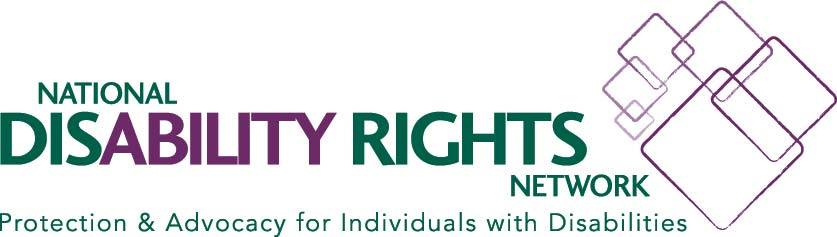 NATIONAL
DISABILITY RIGHTS
NETWORK
Protection & Advocacy for Individuals with Disabilities